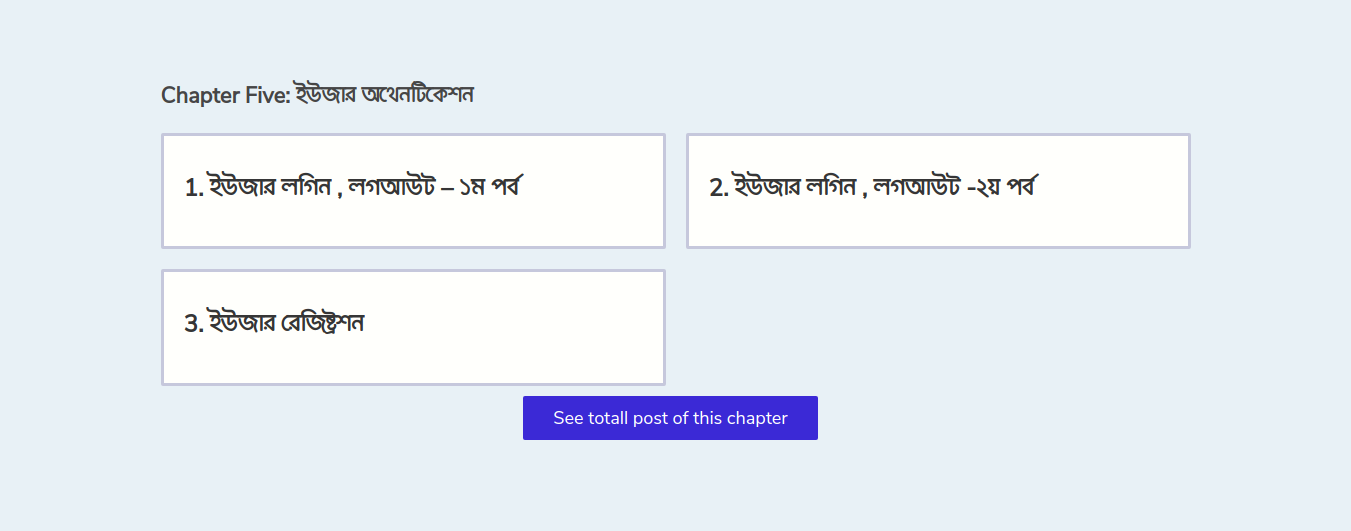 Chapter Five: ইউজার অথেনটিকেশন
1. ইউজার লগিন , লগআউট – ১ম পর্ব
2. ইউজার লগিন , লগআউট -২য় পর্ব
3. ইউজার রেজিষ্ট্রশন
See totall post of this chapter